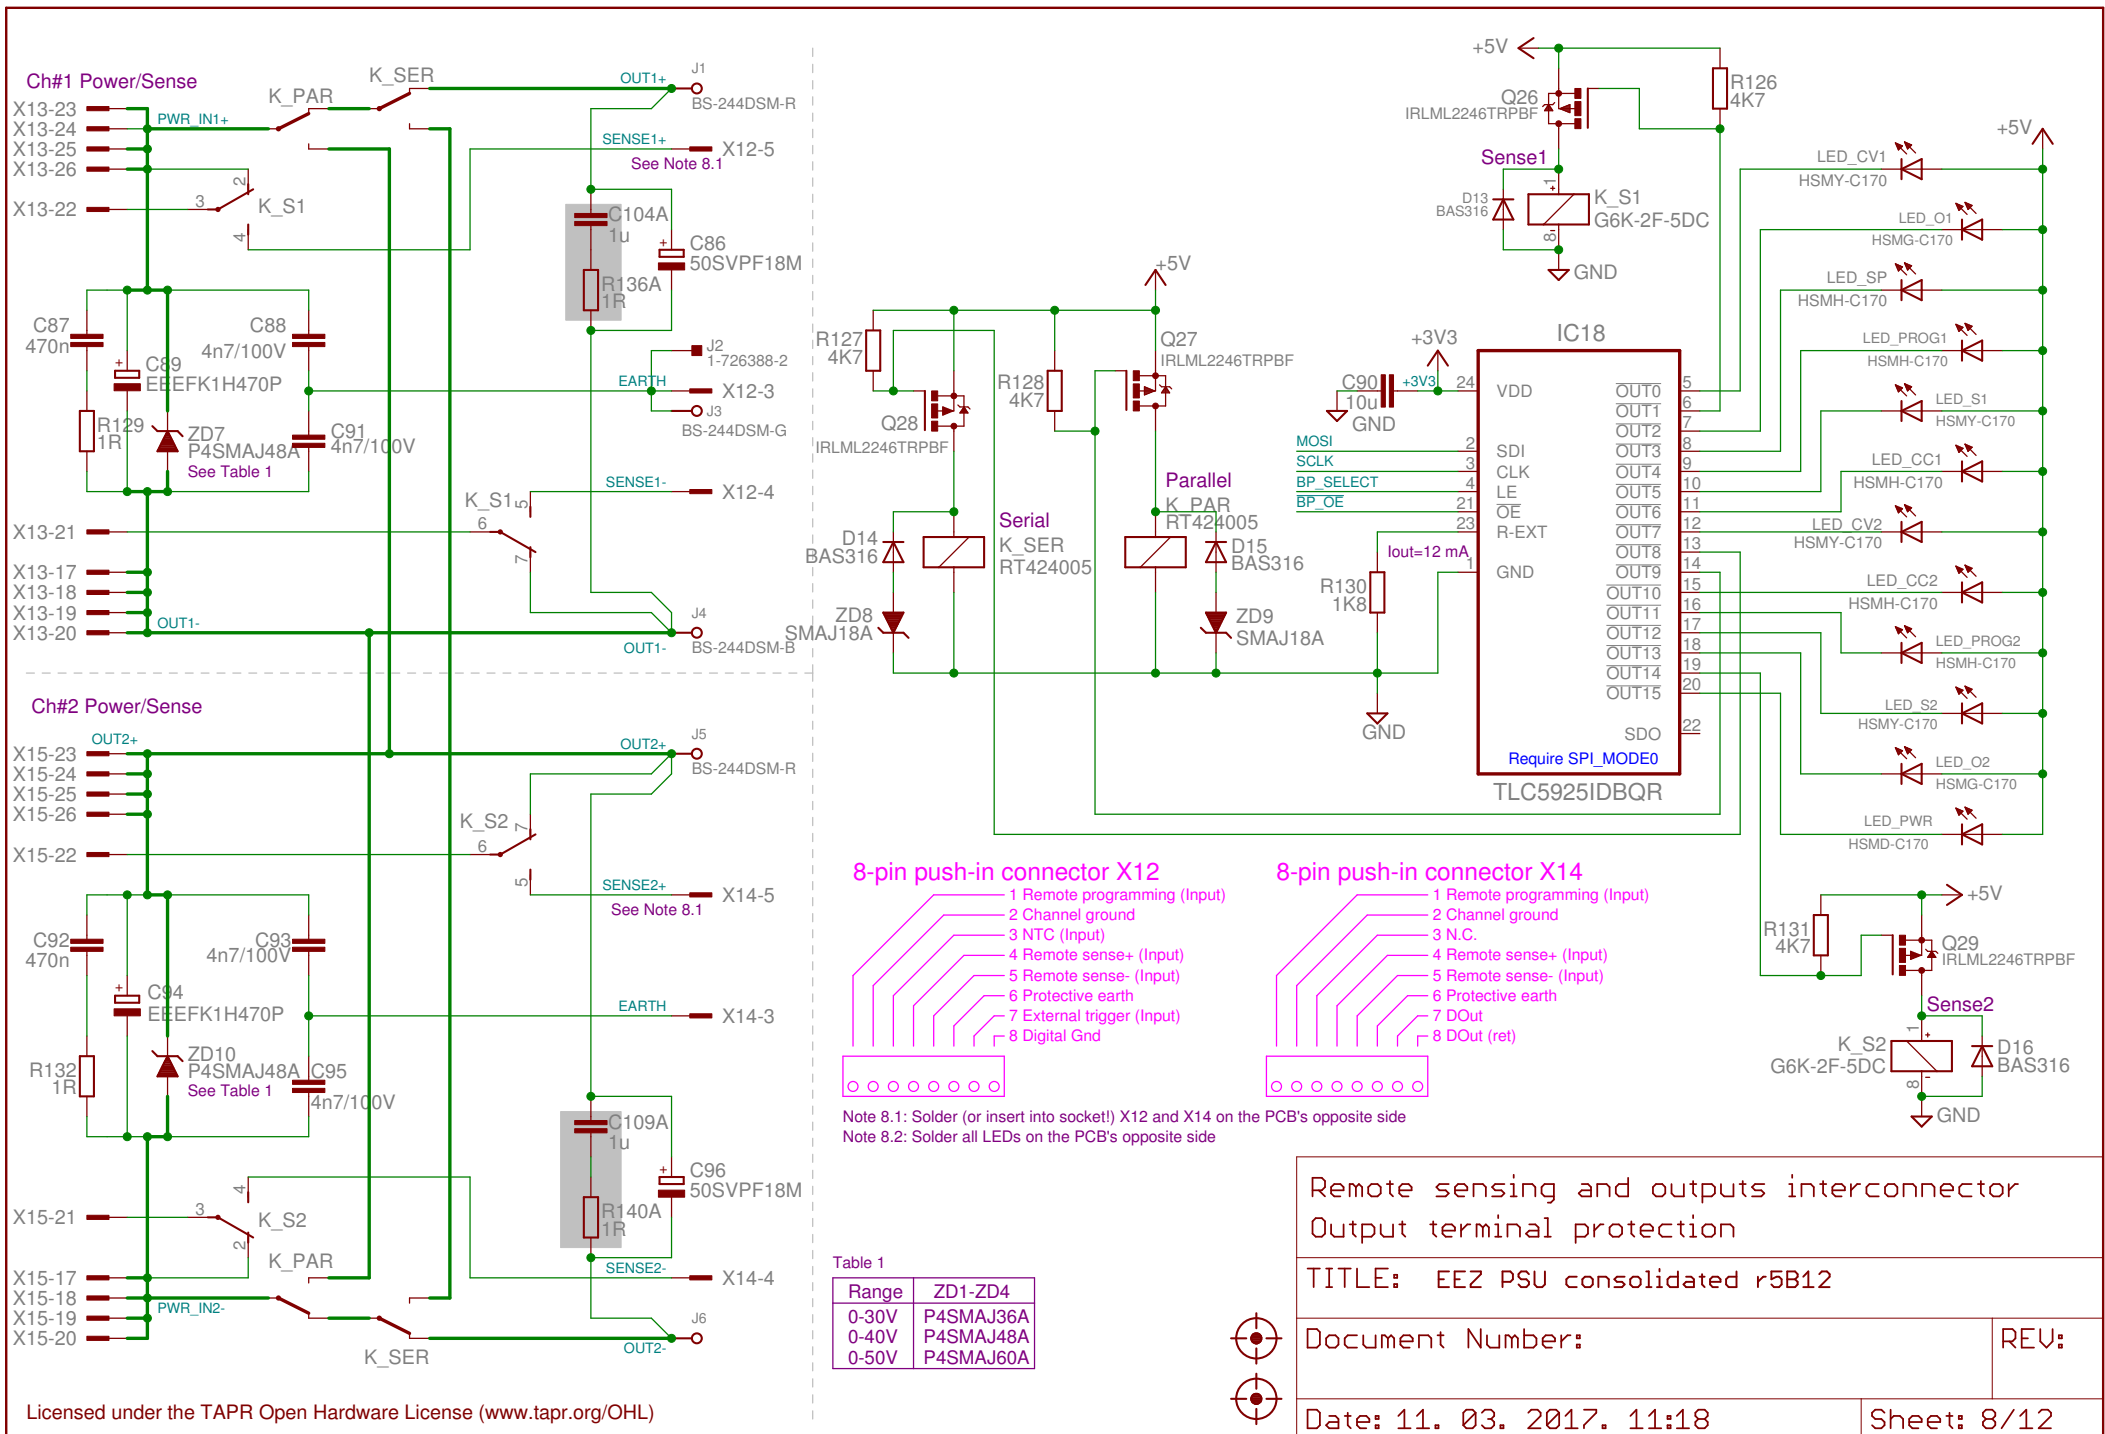 Ch#1 Power/Sense
X13-23
X13-24
X13-25
X13-26
X13-22
PWR_IN1+
K_PAR
K_SER
2
3
4
K_S1
OUT1+
J1
BS-244DSM-R
SENSE1+
X12-5
See Note 8.1
C104A
1u
R136A
1R
C86
50SVPF18M
+
C87
470n
R129
1R
C89
EEEFK1H470P
+
ZD7
P4SMAJ48A
See Table 1
C88
4n7/100V
C91
4n7/100V
J2
1-726388-2
EARTH
X12-3
J3
BS-244DSM-G
SENSE1-
X12-4
K_S1
5
6
7
X13-21
X13-17
X13-18
X13-19
X13-20
OUT1-
OUT1-
J4
BS-244DSM-B
Ch#2 Power/Sense
OUT2+
X15-23
X15-24
X15-25
X15-26
X15-22
OUT2+
J5
BS-244DSM-R
K_S2
7
6
5
SENSE2+
X14-5
See Note 8.1
C92
470n
R132
1R
C94
EEEFK1H470P
+
ZD10
P4SMAJ48A
See Table 1
C93
4n7/100V
C95
4n7/100V
EARTH
X14-3
C109A
1u
R140A
1R
C96
50SVPF18M
+
X15-21
X15-17
X15-18
X15-19
X15-20
PWR_IN2-
4
3
2
K_S2
K_PAR
K_SER
SENSE2-
X14-4
OUT2-
J6
Licensed under the TAPR Open Hardware License (www.tapr.org/OHL)
+5V
Q26
IRLML2246TRPBF
R126
4K7
Sense1
D13
BAS316
1
+
8
-
K_S1
G6K-2F-5DC
GND
+5V
R127
4K7
Q28
IRLML2246TRPBF
R128
4K7
Q27
IRLML2246TRPBF
Serial
K_SER
RT424005
D14
BAS316
ZD8
SMAJ18A
Parallel
K_PAR
RT424005
D15
BAS316
ZD9
SMAJ18A
+3V3
C90
10u
+3V3
GND
MOSI
SCLK
BP_SELECT
BP_OE
Iout=12 mA
R130
1K8
GND
IC18
24 VDD
2 SDI
3 CLK
4 LE
21 OE
23 R-EXT
1 GND
OUT0 5
OUT1 6
OUT2 7
OUT3 8
OUT4 9
OUT5 10
OUT6 11
OUT7 12
OUT8 13
OUT9 14
OUT10 15
OUT11 16
OUT12 17
OUT13 18
OUT14 19
OUT15 20
SDO 22
Require SPI_MODE0
TLC5925IDBQR
+5V
LED_CV1
HSMY-C170
LED_O1
HSMG-C170
LED_SP
HSMH-C170
LED_PROG1
HSMH-C170
LED_S1
HSMY-C170
LED_CC1
HSMH-C170
LED_CV2
HSMY-C170
LED_CC2
HSMH-C170
LED_PROG2
HSMH-C170
LED_S2
HSMY-C170
LED_O2
HSMG-C170
LED_PWR
HSMD-C170
+5V
R131
4K7
Q29
IRLML2246TRPBF
Sense2
K_S2
G6K-2F-5DC
1
+
8
-
D16
BAS316
GND
8-pin push-in connector X12
1 Remote programming (Input)
2 Channel ground
3 NTC (Input)
4 Remote sense+ (Input)
5 Remote sense- (Input)
6 Protective earth
7 External trigger (Input)
8 Digital Gnd
8-pin push-in connector X14
1 Remote programming (Input)
2 Channel ground
3 N.C.
4 Remote sense+ (Input)
5 Remote sense- (Input)
6 Protective earth
7 DOut
8 DOut (ret)
Note 8.1: Solder (or insert into socket!) X12 and X14 on the PCB's opposite side
Note 8.2: Solder all LEDs on the PCB's opposite side
Table 1
Range ZD1-ZD4
0-30V P4SMAJ36A
0-40V P4SMAJ48A
0-50V P4SMAJ60A
Remote sensing and outputs interconnector
Output terminal protection
TITLE: EEZ PSU consolidated r5B12
Document Number:
REV:
Date: 11. 03. 2017. 11:18
Sheet: 8/12